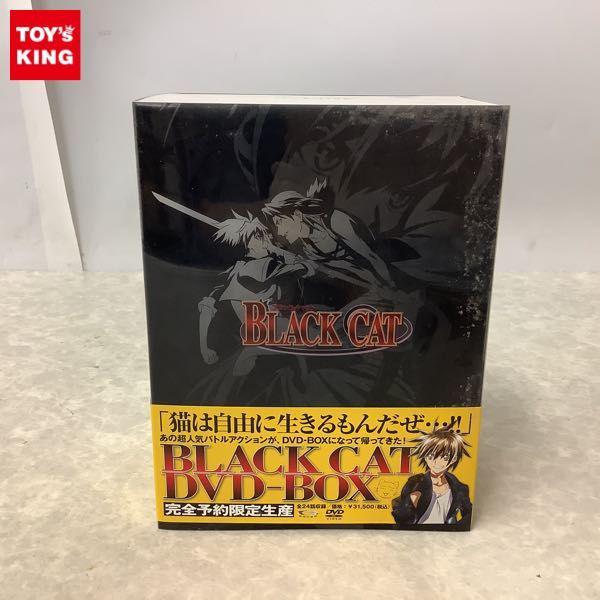 TOY's
KING
BLACK CAT
「猫は自由に生きるもんだぜ…!!」
あの超人気バトルアクションが、DVD-BOXになって帰ってきた!
BLACK CAT
DVD-BOX
完全予約限定生産
全24話収録/価格:¥31,500(税込)
DVD
VIDEO